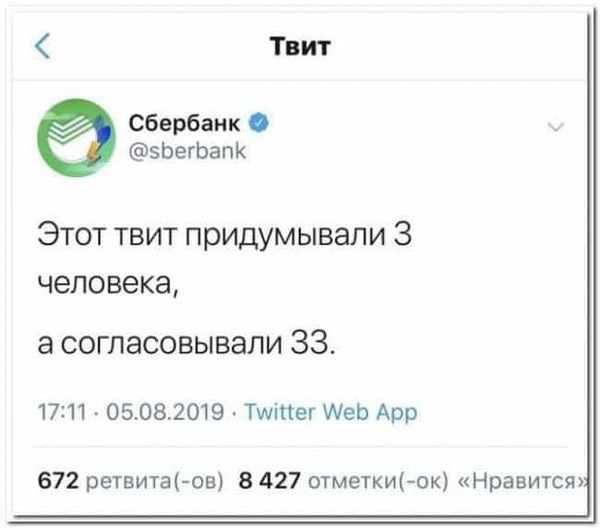 Твит
Сбербанк
@sberbank
Этот твит придумывали 3
человека,
а согласовывали 33.
17:11 · 05.08.2019 · Twitter Web App
672 ретвита(-ов) 8 427 отметки(-ок) «Нравится»